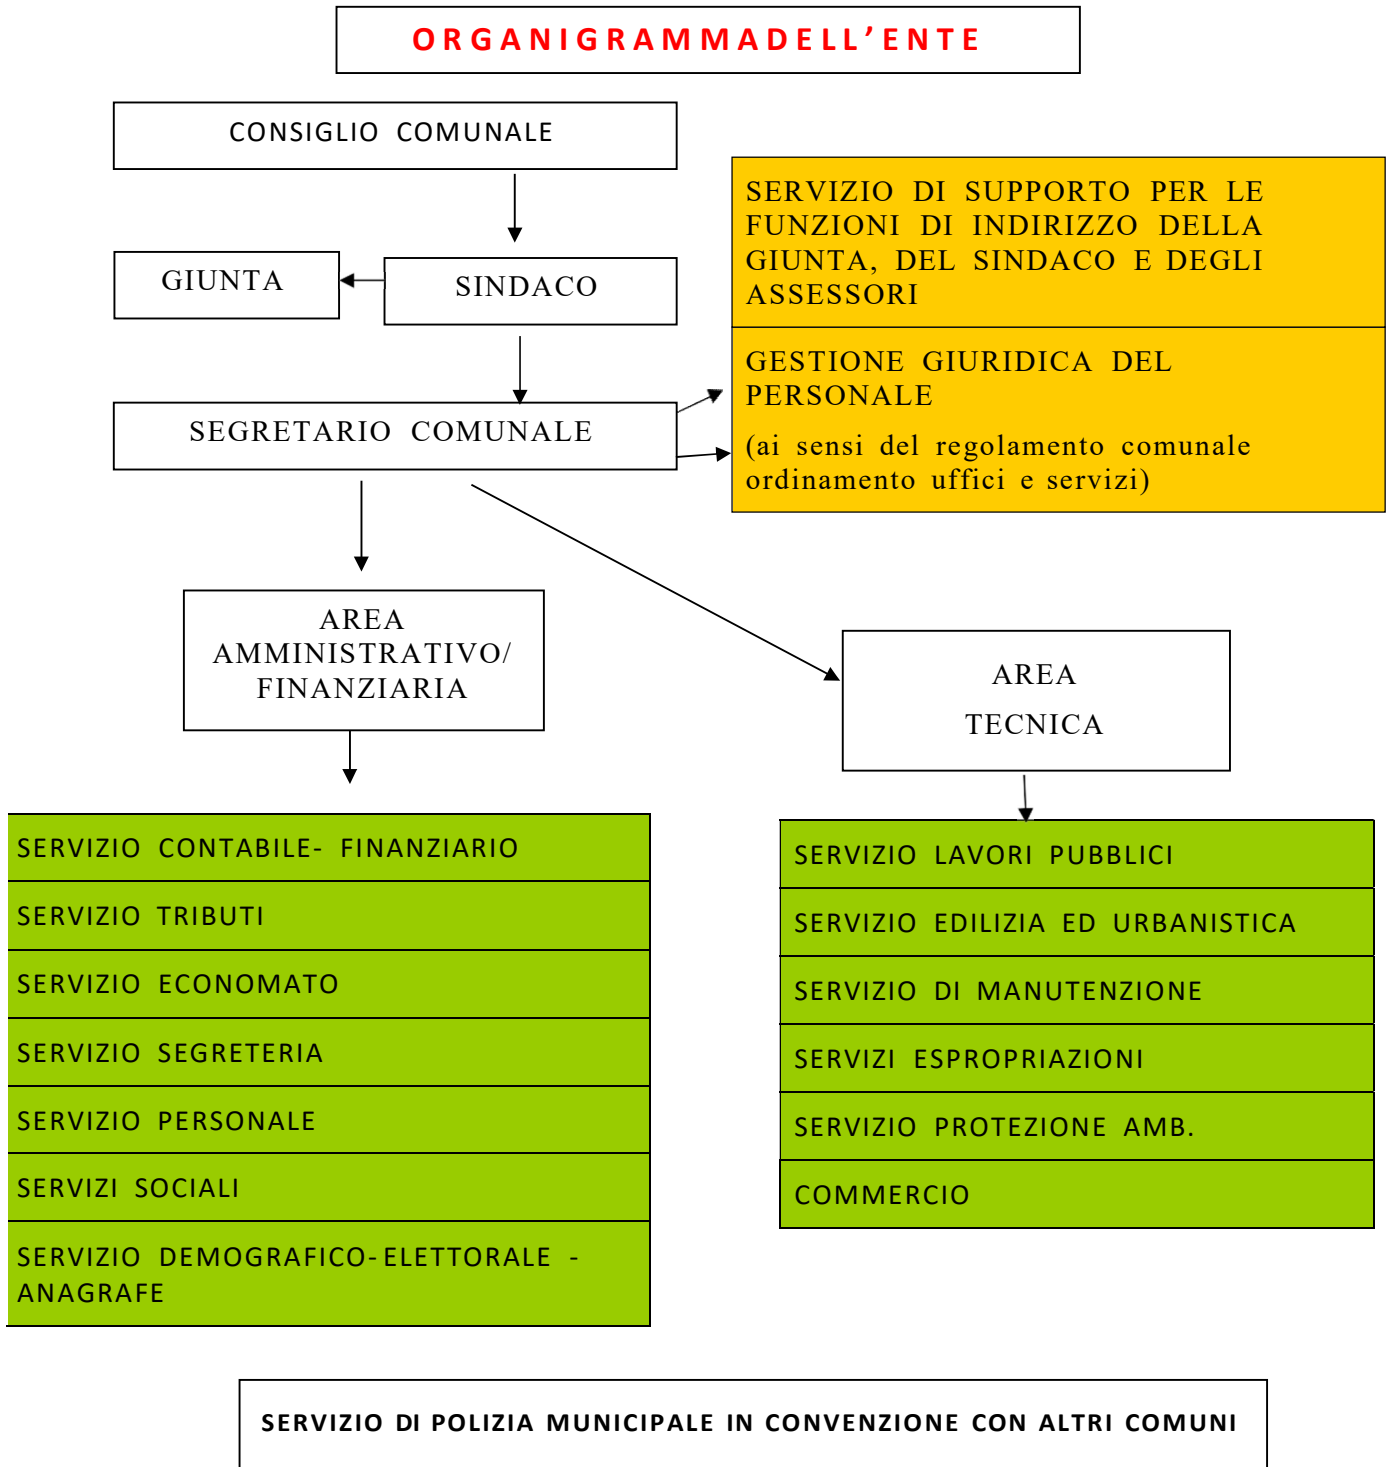 ORGANIGRAMMADELL’ENTE
CONSIGLIO COMUNALE
SERVIZIO DI SUPPORTO PER LE
FUNZIONI DI INDIRIZZO DELLA
GIUNTA, DEL SINDACO E DEGLI
ASSESSORI
GIUNTA
SINDACO
GESTIONE GIURIDICA DEL
PERSONALE
(ai sensi del regolamento comunale
ordinamento uffici e servizi)
SEGRETARIO COMUNALE
AREA
AMMINISTRATIVO/
FINANZIARIA
AREA
TECNICA
SERVIZIO CONTABILE- FINANZIARIO
SERVIZIO TRIBUTI
SERVIZIO ECONOMATO
SERVIZIO SEGRETERIA
SERVIZIO PERSONALE
SERVIZI SOCIALI
SERVIZIO DEMOGRAFICO-ELETTORALE -
ANAGRAFE
SERVIZIO LAVORI PUBBLICI
SERVIZIO EDILIZIA ED URBANISTICA
SERVIZIO DI MANUTENZIONE
SERVIZI ESPROPRIAZIONI
SERVIZIO PROTEZIONE AMB.
COMMERCIO
SERVIZIO DI POLIZIA MUNICIPALE IN CONVENZIONE CON ALTRI COMUNI